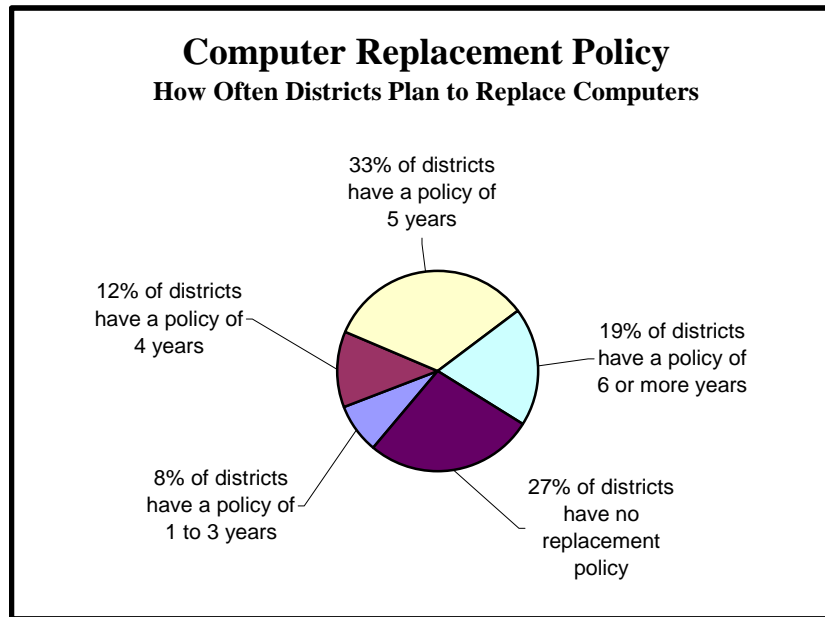 Computer Replacement Policy
How Often Districts Plan to Replace Computers
33% of districts
have a policy of
5 years
12% of districts
have a policy of
4 years
19% of districts
have a policy of
6 or more years
8% of districts
have a policy of
1 to 3 years
27% of districts
have no
replacement
policy